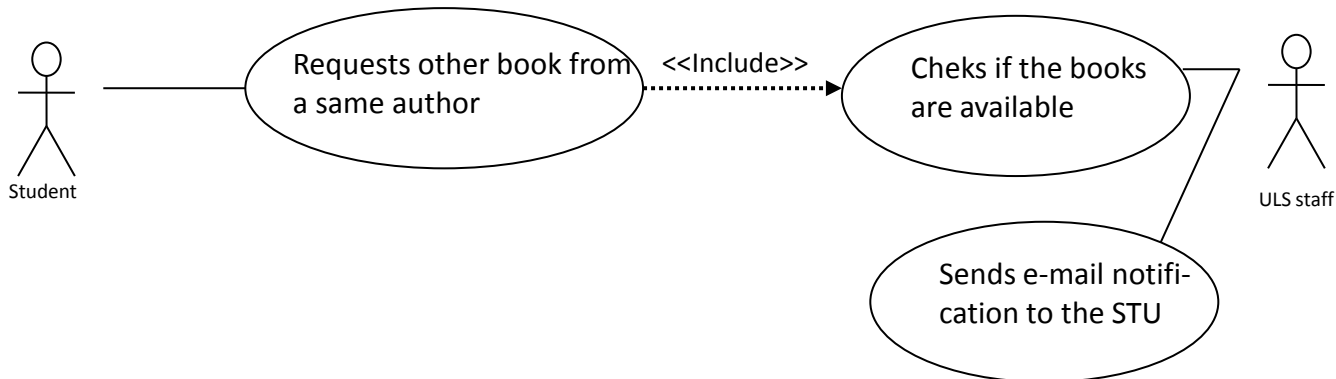 Requests other book from
a same author
<<Include>>
Cheks if the books
are available
Student
ULS staff
Sends e-mail notifi-
cation to the STU